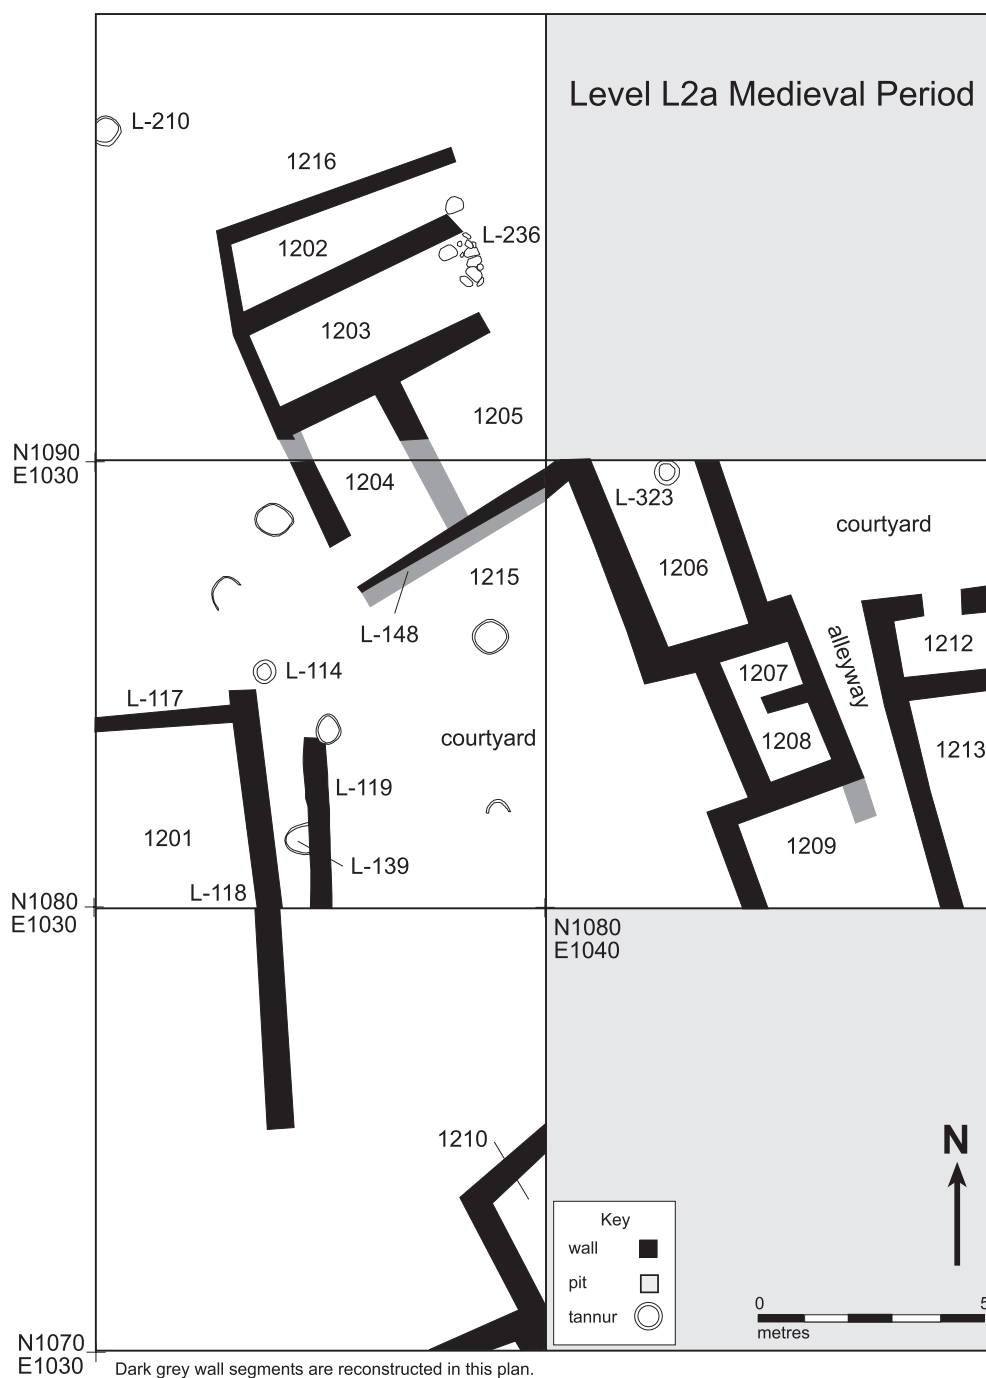 Level L2a Medieval Period
L-210
1216
1202
L-236
1203
1205
N1090
E1030
1204
L-323
courtyard
1206
1215
L-148
alleyway
1212
L-114
1207
L-117
courtyard
1208
1213
L-119
1201
1209
L-139
L-118
N1080
E1030
N1080
E1040
1210
N
Key
wall
pit
tannur
0 5
metres
N1070
E1030
Dark grey wall segments are reconstructed in this plan.